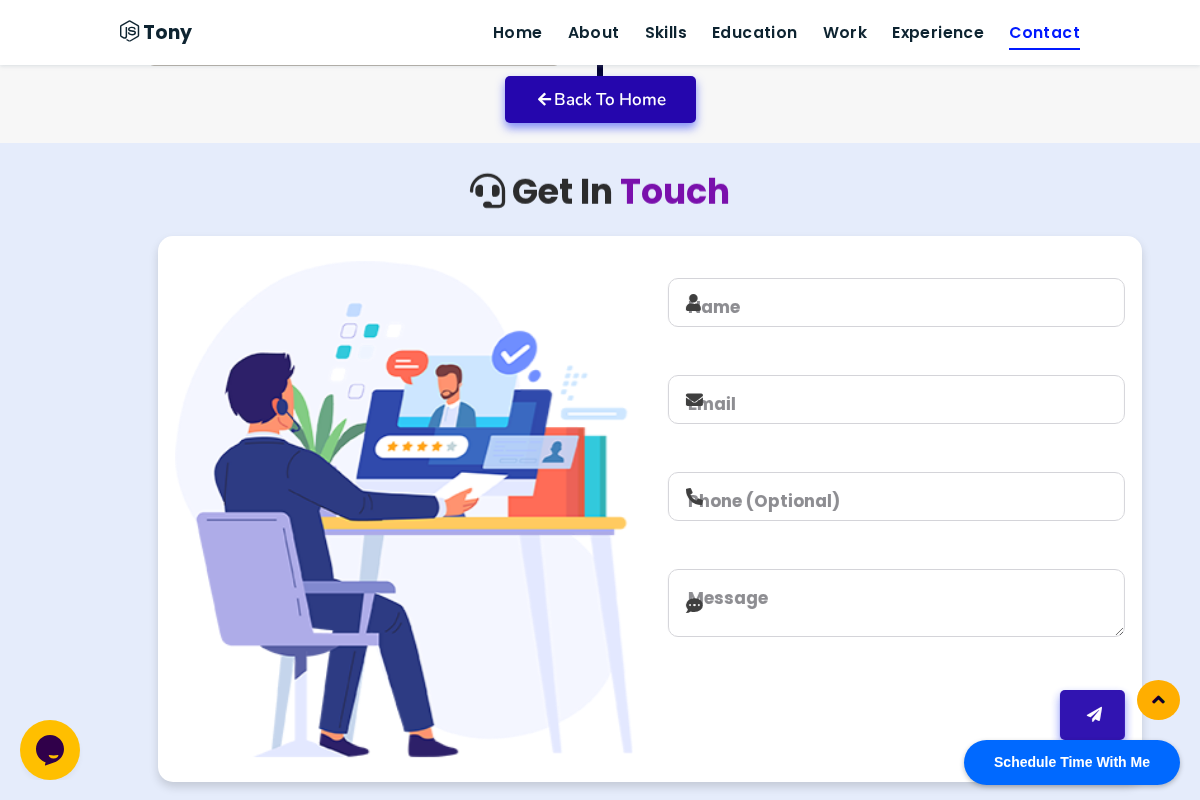 Tony
Home About Skills Education Work Experience Contact
Back To Home
Get In Touch
Name
Email
Phone (Optional)
Message
Schedule Time With Me